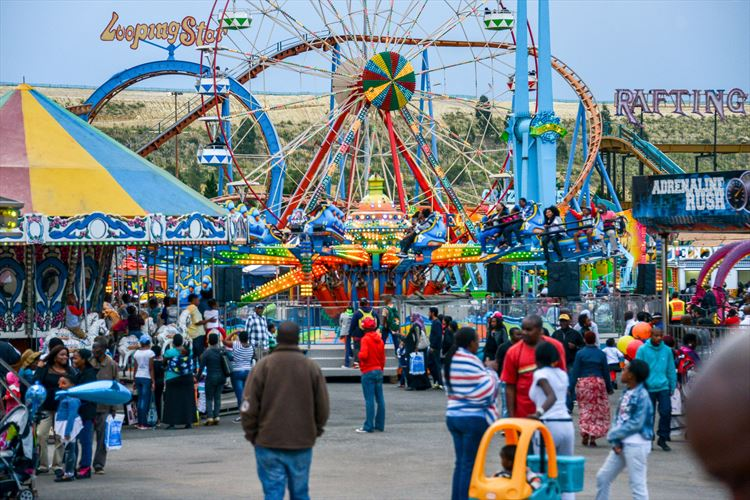 Looping Star
RAFTING
ADRENALINE
RUSH